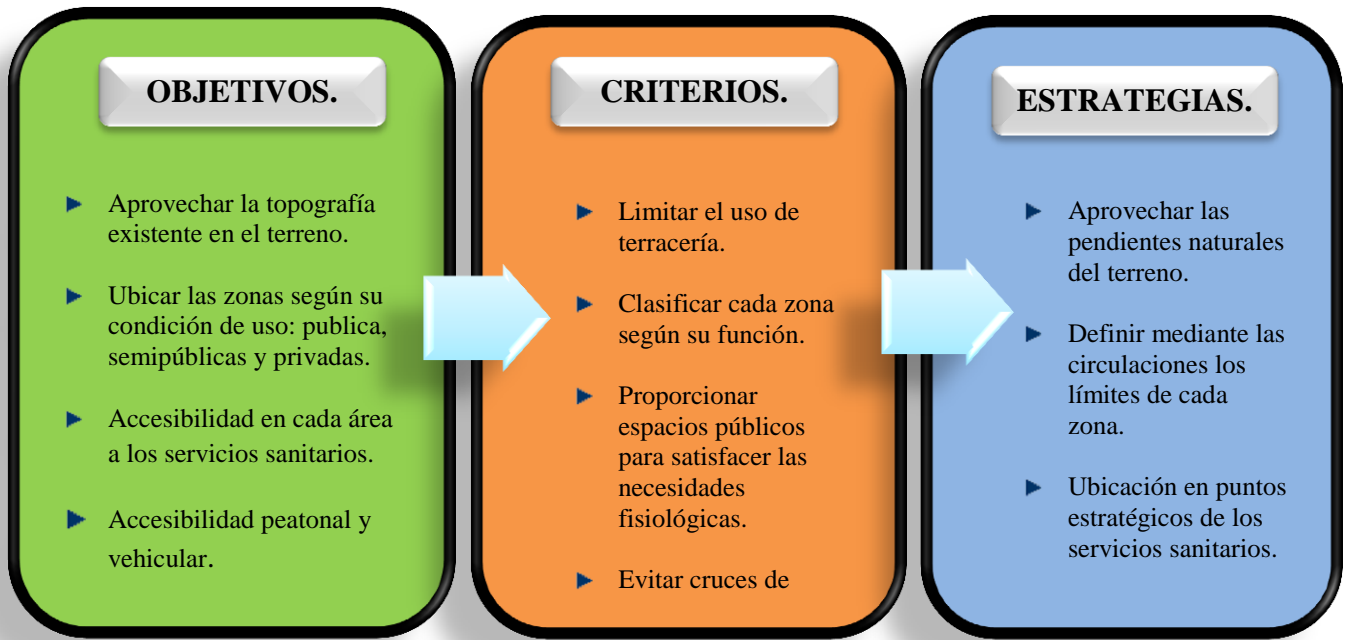 OBJETIVOS.
Aprovechar la topografía
existente en el terreno.
Ubicar las zonas según su
condición de uso: publica,
semipúblicas y privadas.
Accesibilidad en cada área
a los servicios sanitarios.
Accesibilidad peatonal y
vehicular.
CRITERIOS.
Limitar el uso de
terracería.
Clasificar cada zona
según su función.
Proporcionar
espacios públicos
para satisfacer las
necesidades
fisiológicas.
Evitar cruces de
ESTRATEGIAS.
Aprovechar las
pendientes naturales
del terreno.
Definir mediante las
circulaciones los
límites de cada
zona.
Ubicación en puntos
estratégicos de los
servicios sanitarios.